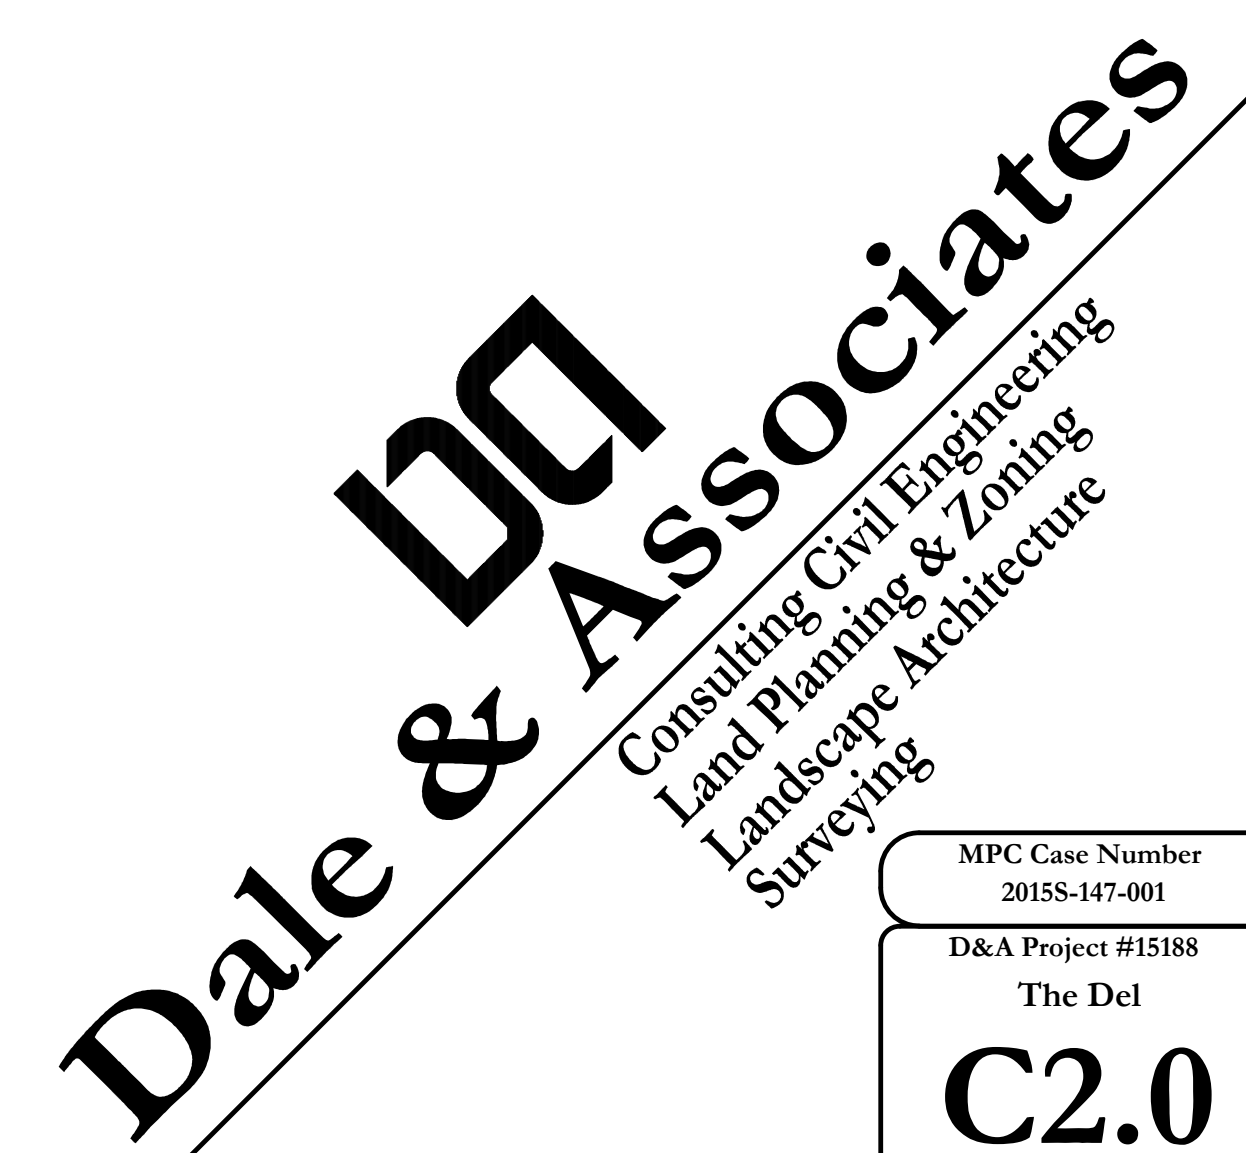 Dale & Associates
Consulting Civil Engineering
Land Planning & Zoning
Landscape Architecture
Surveying
MPC Case Number
2015S-147-001
D&A Project #15188
The Del
C2.0